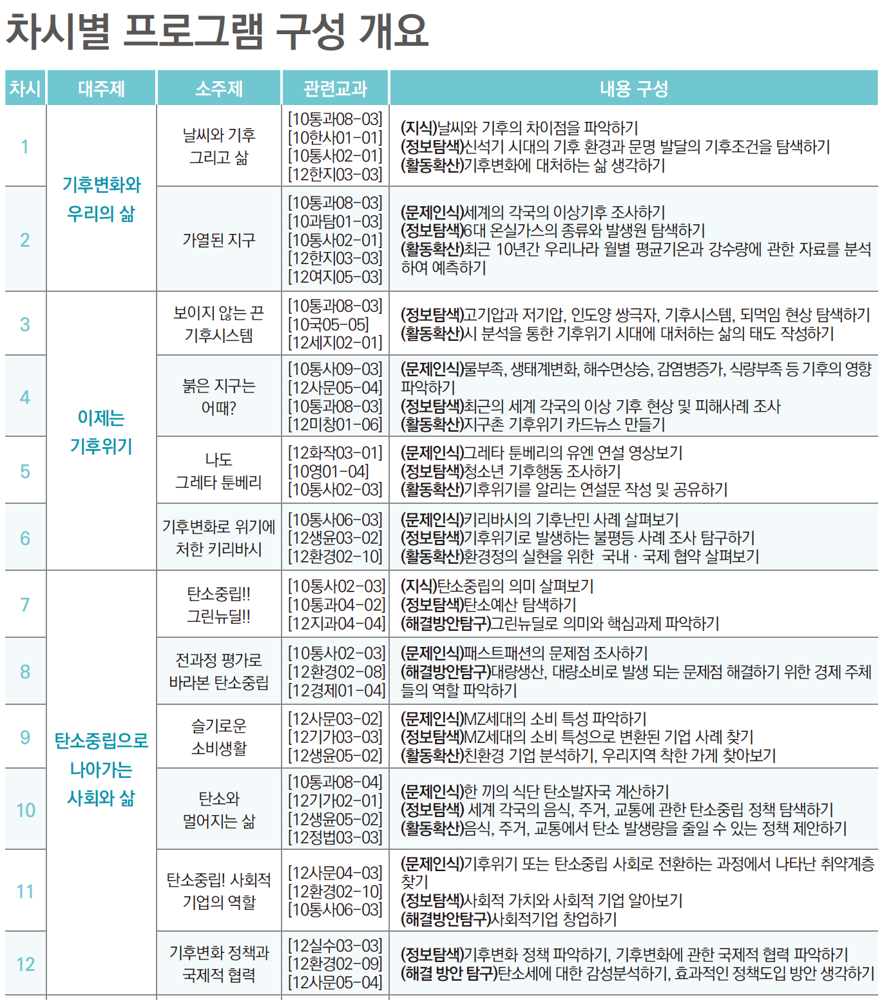 차시별 프로그램 구성 개요
차시 대주제 소주제 관련교과 내용 구성
1
기후변화와
우리의 삶
날씨와 기후
그리고 삶
[10통과08-03]
[10한사01-01]
[10통사02-01]
[12한지03-03]
(지식)날씨와 기후의 차이점을 파악하기
(정보탐색)신석기 시대의 기후 환경과 문명 발달의 기후조건을 탐색하기
(활동확산)기후변화에 대처하는 삶 생각하기
2
가열된 지구
[10통과08-03]
[10과탐01-03]
[10통사02-01]
[12한지03-03]
[12여지05-03]
(문제인식)세계의 각국의 이상기후 조사하기
(정보탐색)6대 온실가스의 종류와 발생원 탐색하기
(활동확산)최근 10년간 우리나라 월별 평균기온과 강수량에 관한 자료를 분석
하여 예측하기
3
이제는
기후위기
보이지 않는 끈
기후시스템
[10통과08-03]
[10국05-05]
[12세지02-01]
(정보탐색)고기압과 저기압, 인도양 쌍극자, 기후시스템, 되먹임 현상 탐색하기
(활동확산)시 분석을 통한 기후위기 시대에 대처하는 삶의 태도 작성하기
4
붉은 지구는
어때?
[10통사09-03]
[12사문05-04]
[10통과08-03]
[12미창01-06]
(문제인식)물부족, 생태계변화, 해수면상승, 감염병증가, 식량부족 등 기후의 영향
파악하기
(정보탐색)최근의 세계 각국의 이상 기후 현상 및 피해사례 조사
(활동확산)지구촌 기후위기 카드뉴스 만들기
5
나도
그레타 툰베리
[12화작03-01]
[10영01-04]
[10통사02-03]
(문제인식)그레타 툰베리의 유엔 연설 영상보기
(정보탐색)청소년 기후행동 조사하기
(활동확산)기후위기를 알리는 연설문 작성 및 공유하기
6
기후변화로 위기에
처한 키리바시
[10통사06-03]
[12생윤03-02]
[12환경02-10]
(문제인식)키리바시의 기후난민 사례 살펴보기
(정보탐색)기후위기로 발생하는 불평등 사례 조사 탐구하기
(활동확산)환경정의 실현을 위한 국내 · 국제 협약 살펴보기
7
탄소중립으로
나아가는
사회와 삶
탄소중립!!
그린뉴딜!!
[10통사02-03]
[10통과04-02]
[12지과04-04]
(지식)탄소중립의 의미 살펴보기
(정보탐색)탄소예산 탐색하기
(해결방안탐구)그린뉴딜로 의미와 핵심과제 파악하기
8
전과정 평가로
바라본 탄소중립
[10통사02-03]
[12환경02-08]
[12경제01-04]
(문제인식)패스트패션의 문제점 조사하기
(해결방안탐구)대량생산, 대량소비로 발생 되는 문제점 해결하기 위한 경제 주체
들의 역할 파악하기
9
슬기로운
소비생활
[12사문03-02]
[12기가03-03]
[12생윤05-02]
(문제인식)MZ세대의 소비 특성 파악하기
(정보탐색)MZ세대의 소비 특성으로 변환된 기업 사례 찾기
(활동확산)친환경 기업 분석하기, 우리지역 착한 가게 찾아보기
10
탄소와
멀어지는 삶
[10통과08-04]
[12기가02-01]
[12생윤05-02]
[12정법03-03]
(문제인식)한 끼의 식단 탄소발자국 계산하기
(정보탐색) 세계 각국의 음식, 주거, 교통에 관한 탄소중립 정책 탐색하기
(활동확산)음식, 주거, 교통에서 탄소 발생량을 줄일 수 있는 정책 제안하기
11
탄소중립! 사회적
기업의 역할
[12사문04-03]
[12환경02-10]
[10통사06-03]
(문제인식)기후위기 또는 탄소중립 사회로 전환하는 과정에서 나타난 취약계층
찾기
(정보탐색)사회적 가치와 사회적 기업 알아보기
(해결방안탐구)사회적기업 창업하기
12
기후변화 정책과
국제적 협력
[12실수03-03]
[12환경02-09]
[12사문05-04]
(정보탐색)기후변화 정책 파악하기, 기후변화에 관한 국제적 협력 파악하기
(해결 방안 탐구)탄소세에 대한 감성분석하기, 효과적인 정책도입 방안 생각하기